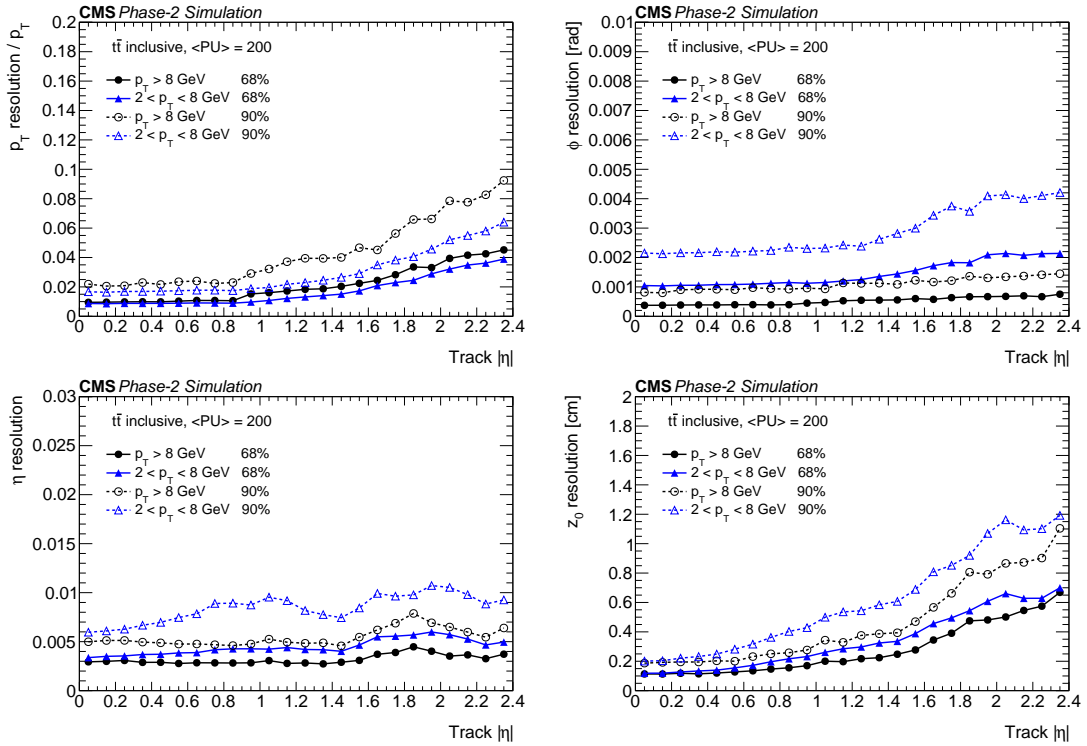 CMS Phase-2 Simulation
tt̄ inclusive, <PU> = 200
p_T > 8 GeV 68%
2 < p_T < 8 GeV 68%
p_T > 8 GeV 90%
2 < p_T < 8 GeV 90%
p_T resolution / p_T
0.2
0.18
0.16
0.14
0.12
0.1
0.08
0.06
0.04
0.02
0
0 0.2 0.4 0.6 0.8 1 1.2 1.4 1.6 1.8 2 2.2 2.4
Track |η|
CMS Phase-2 Simulation
tt̄ inclusive, <PU> = 200
p_T > 8 GeV 68%
2 < p_T < 8 GeV 68%
p_T > 8 GeV 90%
2 < p_T < 8 GeV 90%
ϕ resolution [rad]
0.01
0.009
0.008
0.007
0.006
0.005
0.004
0.003
0.002
0.001
0
0 0.2 0.4 0.6 0.8 1 1.2 1.4 1.6 1.8 2 2.2 2.4
Track |η|
CMS Phase-2 Simulation
tt̄ inclusive, <PU> = 200
p_T > 8 GeV 68%
2 < p_T < 8 GeV 68%
p_T > 8 GeV 90%
2 < p_T < 8 GeV 90%
η resolution
0.03
0.025
0.02
0.015
0.01
0.005
0
0 0.2 0.4 0.6 0.8 1 1.2 1.4 1.6 1.8 2 2.2 2.4
Track |η|
CMS Phase-2 Simulation
tt̄ inclusive, <PU> = 200
p_T > 8 GeV 68%
2 < p_T < 8 GeV 68%
p_T > 8 GeV 90%
2 < p_T < 8 GeV 90%
z_0 resolution [cm]
2
1.8
1.6
1.4
1.2
1
0.8
0.6
0.4
0.2
0
0 0.2 0.4 0.6 0.8 1 1.2 1.4 1.6 1.8 2 2.2 2.4
Track |η|